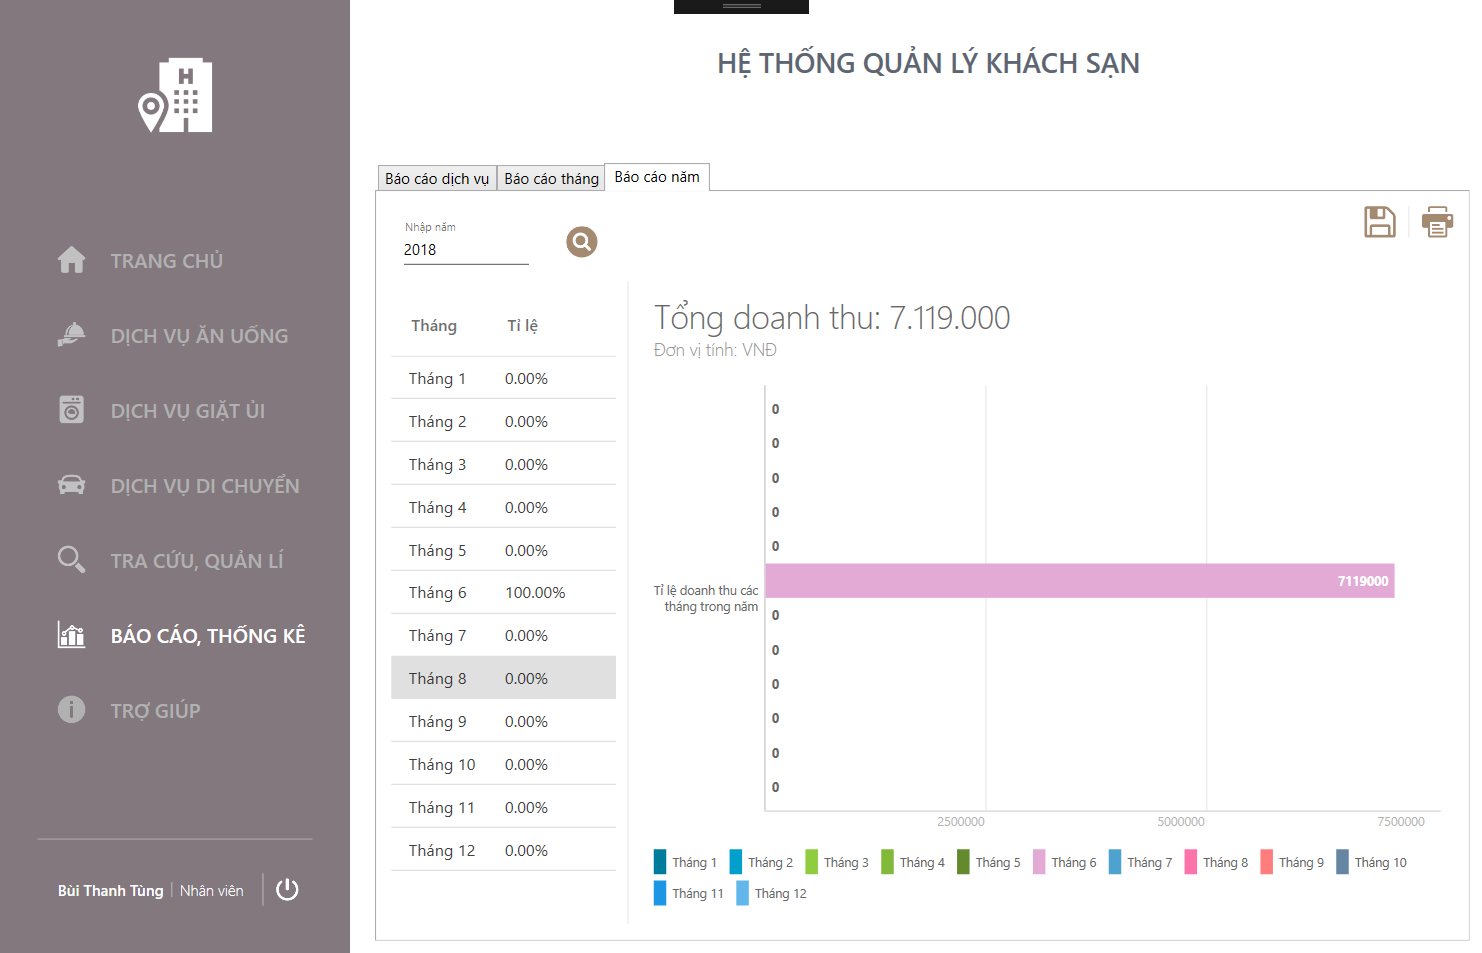 H
HỆ THỐNG QUẢN LÝ KHÁCH SẠN
TRANG CHỦ
DỊCH VỤ ĂN UỐNG
DỊCH VỤ GIẶT ỦI
DỊCH VỤ DI CHUYỂN
TRA CỨU, QUẢN LÍ
BÁO CÁO, THỐNG KÊ
TRỢ GIÚP
Bùi Thanh Tùng | Nhân viên
Báo cáo dịch vụ Báo cáo tháng Báo cáo năm
Nhập năm
2018
Tháng Tỉ lệ
Tháng 1 0.00%
Tháng 2 0.00%
Tháng 3 0.00%
Tháng 4 0.00%
Tháng 5 0.00%
Tháng 6 100.00%
Tháng 7 0.00%
Tháng 8 0.00%
Tháng 9 0.00%
Tháng 10 0.00%
Tháng 11 0.00%
Tháng 12 0.00%
Tổng doanh thu: 7.119.000
Đơn vị tính: VNĐ
0
0
0
0
0
7119000
0
0
0
0
0
0
Tỉ lệ doanh thu các
tháng trong năm
2500000 5000000 7500000
Tháng 1 Tháng 2 Tháng 3 Tháng 4 Tháng 5 Tháng 6 Tháng 7 Tháng 8 Tháng 9 Tháng 10
Tháng 11 Tháng 12